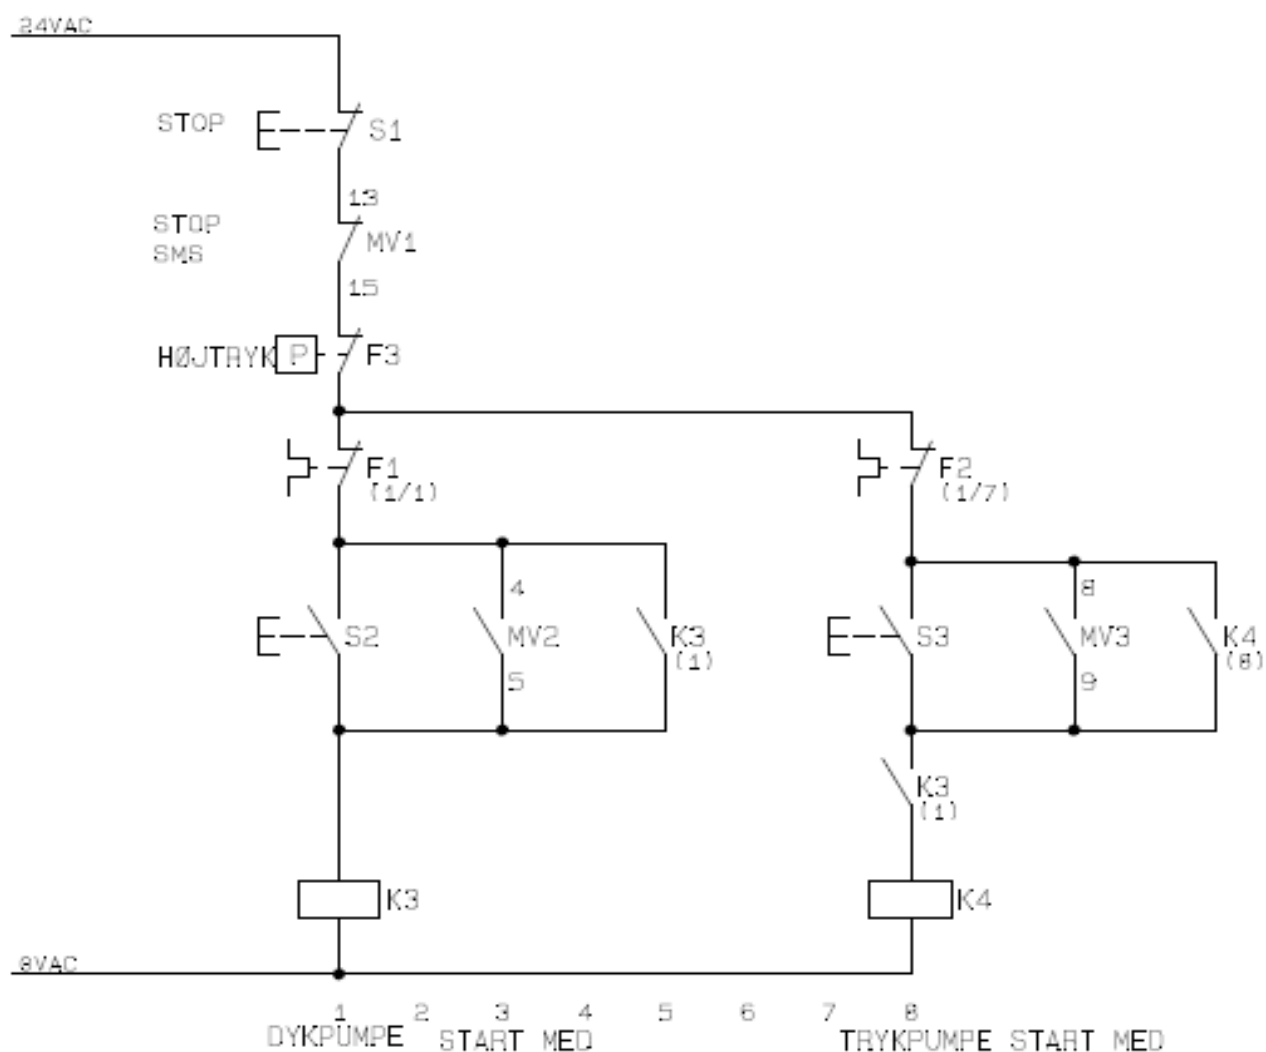 24VAC
STOP
S1
13
STOP
SMS
MV1
15
HØJTRYK P F3
F1
(1/1)
F2
(1/7)
4
8
S2
MV2
K3
(1)
S3
MV3
K4
(8)
5
9
K3
(1)
K3
K4
0VAC
1 2 3 4 5 6 7 8
DYKPUMPE START MED TRYKPUMPE START MED